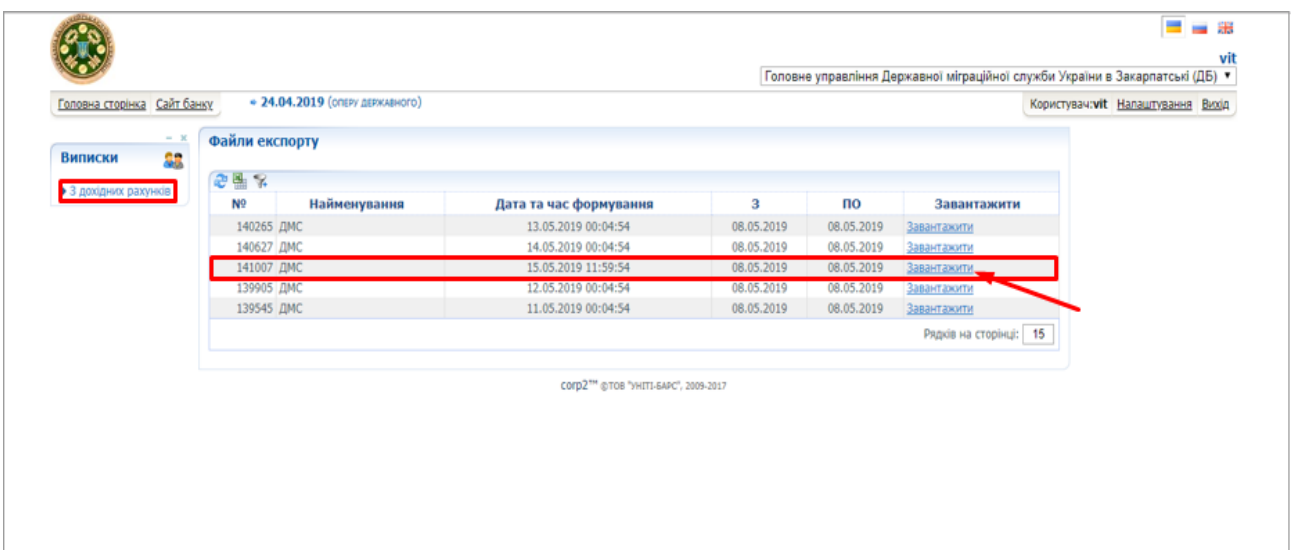 vit
Головне управління Державної міграційної служби України в Закарпатські (ДБ)
Головна сторінка Сайт банку 24.04.2019 (ОПЕРУ ДЕРЖАВНОГО) Користувач:vit Налаштування Вихід
Виписки
З дохідних рахунків
Файли експорту
№ Найменування Дата та час формування З ПО Завантажити
140265 ДМС 13.05.2019 00:04:54 08.05.2019 08.05.2019 Завантажити
140627 ДМС 14.05.2019 00:04:54 08.05.2019 08.05.2019 Завантажити
141007 ДМС 15.05.2019 11:59:54 08.05.2019 08.05.2019 Завантажити
139905 ДМС 12.05.2019 00:04:54 08.05.2019 08.05.2019 Завантажити
139545 ДМС 11.05.2019 00:04:54 08.05.2019 08.05.2019 Завантажити
Рядків на сторінці: 15
corp2™ ©ТОВ "УНІТІ-БАРС", 2009-2017